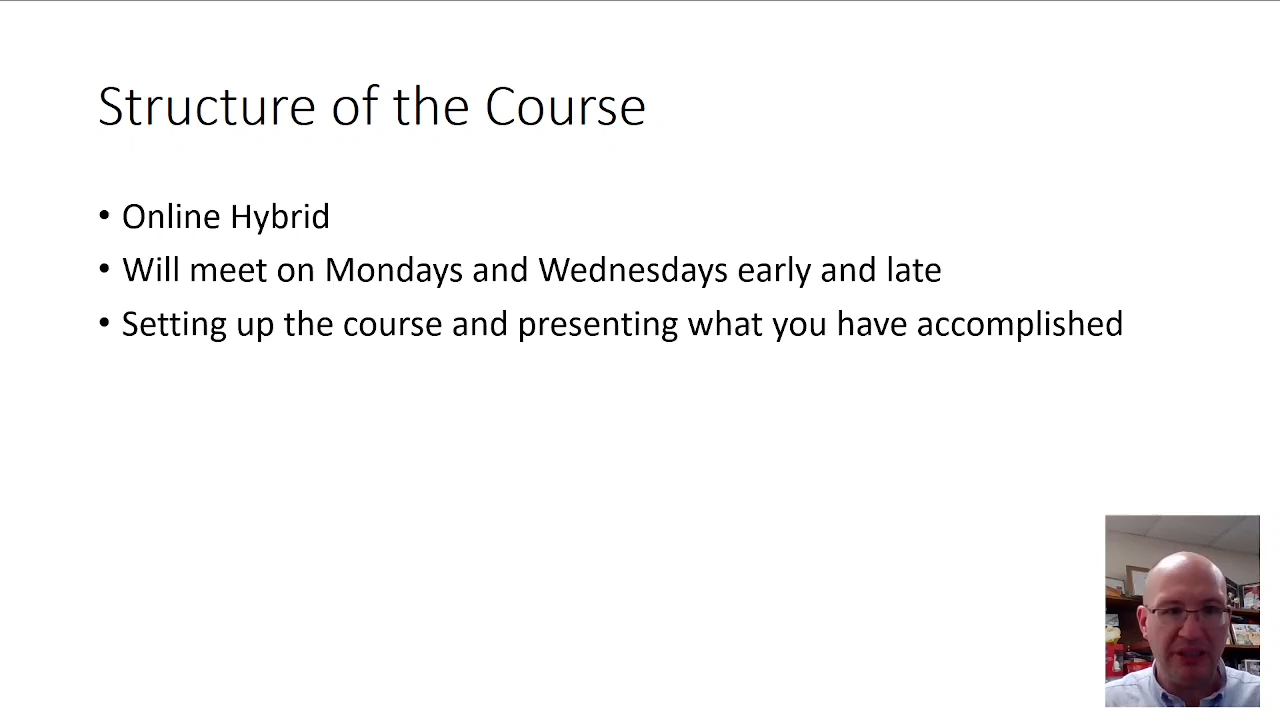 Structure of the Course
• Online Hybrid
• Will meet on Mondays and Wednesdays early and late
• Setting up the course and presenting what you have accomplished